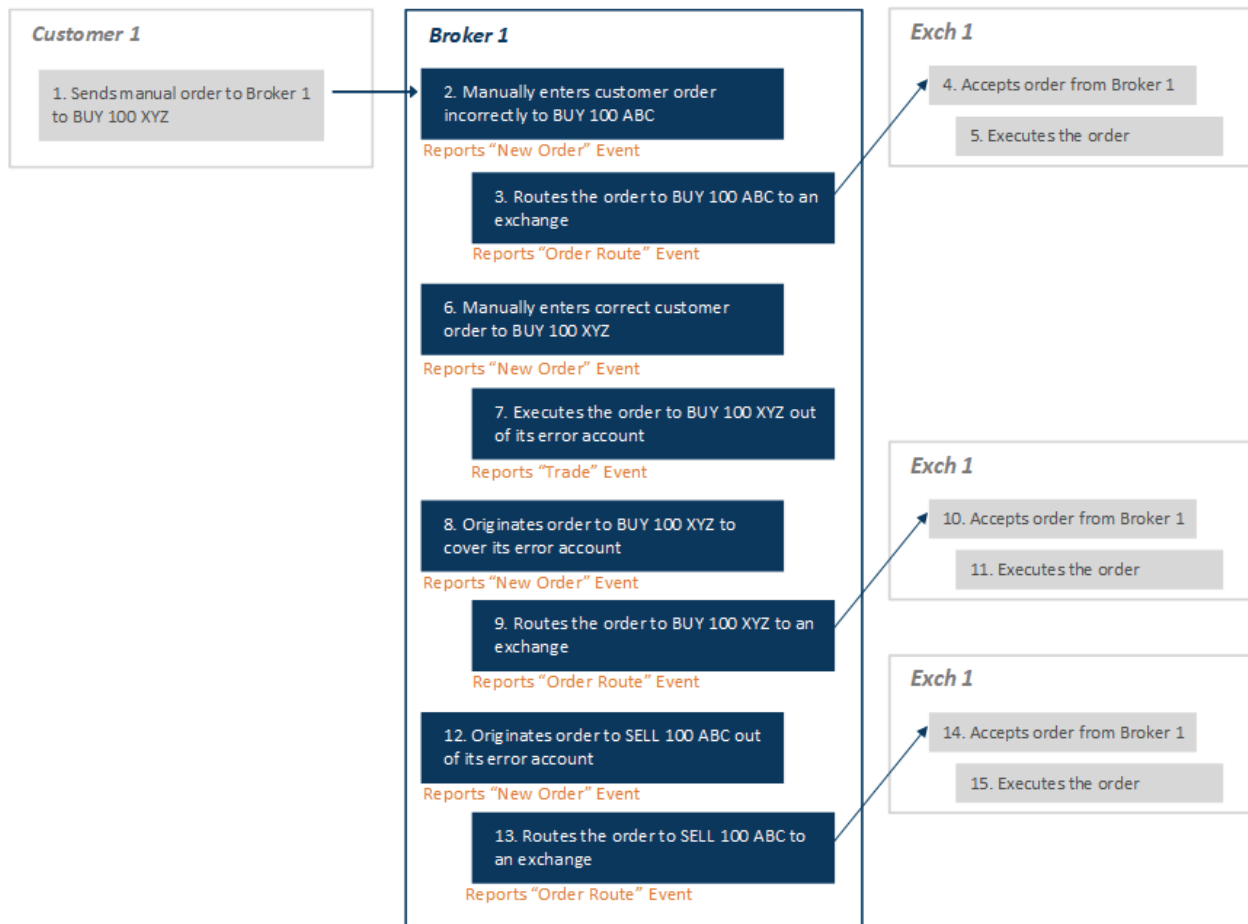 Customer 1
1. Sends manual order to Broker 1
to BUY 100 XYZ
Broker 1
2. Manually enters customer order
incorrectly to BUY 100 ABC
Reports “New Order” Event
3. Routes the order to BUY 100 ABC to an
exchange
Reports “Order Route” Event
Exch 1
4. Accepts order from Broker 1
5. Executes the order
6. Manually enters correct customer
order to BUY 100 XYZ
Reports “New Order” Event
7. Executes the order to BUY 100 XYZ out
of its error account
Reports “Trade” Event
8. Originates order to BUY 100 XYZ to
cover its error account
Reports “New Order” Event
9. Routes the order to BUY 100 XYZ to an
exchange
Reports “Order Route” Event
Exch 1
10. Accepts order from Broker 1
11. Executes the order
12. Originates order to SELL 100 ABC out
of its error account
Reports “New Order” Event
13. Routes the order to SELL 100 ABC to
an exchange
Reports “Order Route” Event
Exch 1
14. Accepts order from Broker 1
15. Executes the order